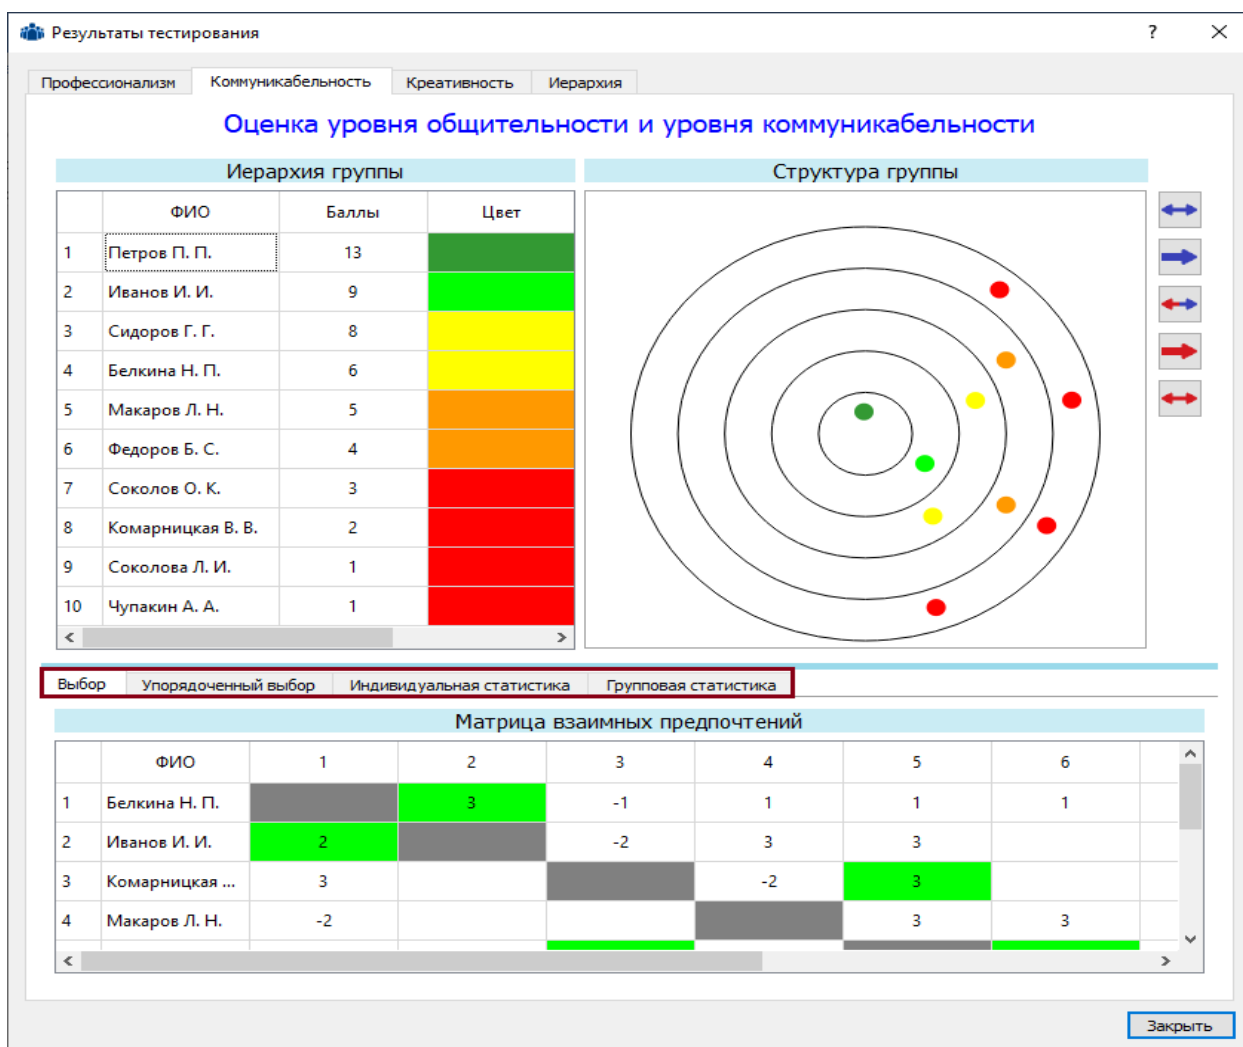 Результаты тестирования ?
Профессионализм Коммуникабельность Креативность Иерархия
Оценка уровня общительности и уровня коммуникабельности
Иерархия группы
ФИО Баллы Цвет
1 Петров П. П. 13
2 Иванов И. И. 9
3 Сидоров Г. Г. 8
4 Белкина Н. П. 6
5 Макаров Л. Н. 5
6 Федоров Б. С. 4
7 Соколов О. К. 3
8 Комарницкая В. В. 2
9 Соколова Л. И. 1
10 Чупакин А. А. 1
Структура группы
Выбор Упорядоченный выбор Индивидуальная статистика Групповая статистика
Матрица взаимных предпочтений
ФИО 1 2 3 4 5 6
1 Белкина Н. П. 3 -1 1 1 1
2 Иванов И. И. 2 -2 3 3
3 Комарницкая ... 3 -2 3
4 Макаров Л. Н. -2 3 3
Закрыть